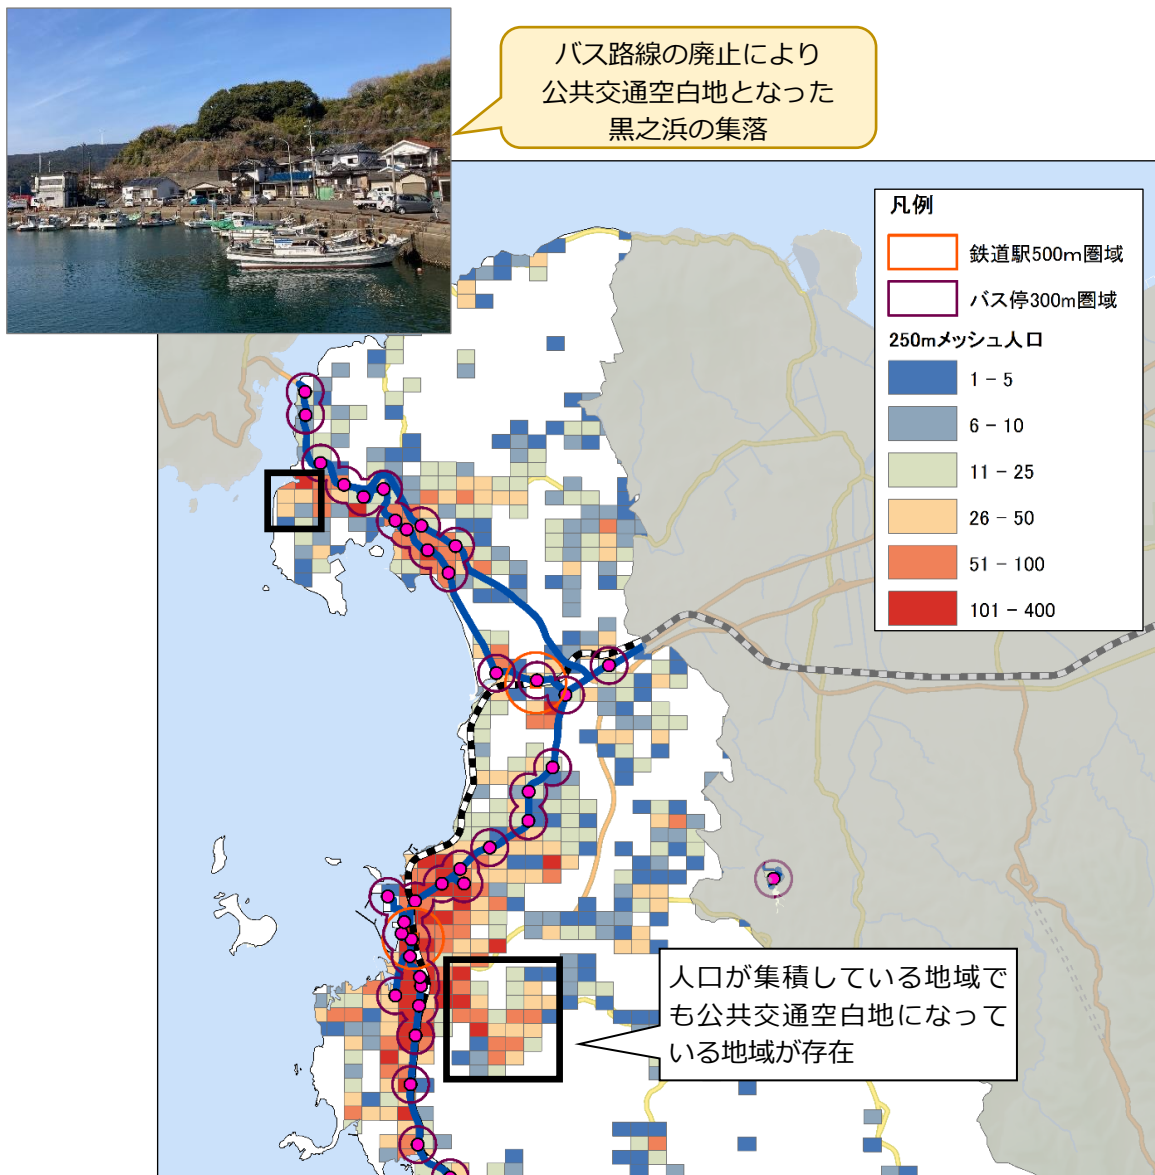 バス路線の廃止により
公共交通空白地となった
黒之浜の集落
凡例
鉄道駅500m圏域
バス停300m圏域
250mメッシュ人口
1 - 5
6 - 10
11 - 25
26 - 50
51 - 100
101 - 400
人口が集積している地域で
も公共交通空白地になって
いる地域が存在